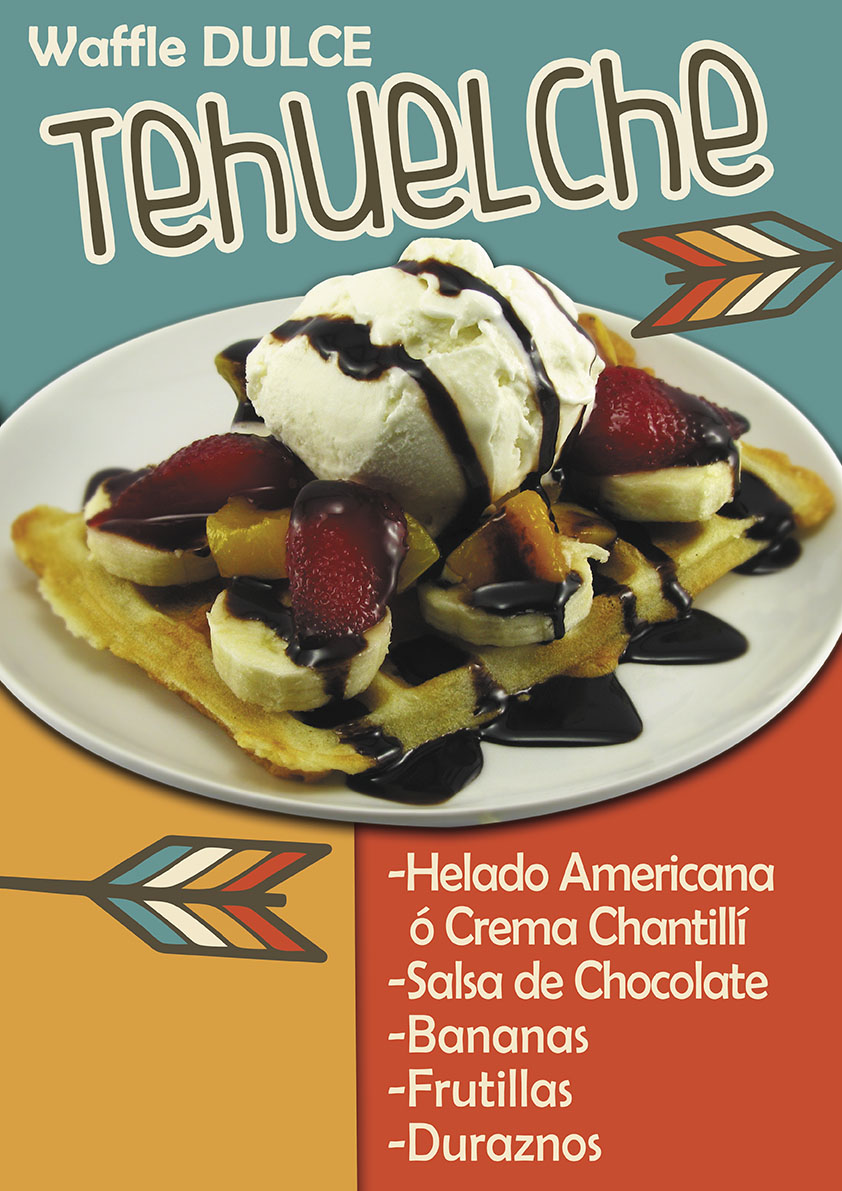 Waffle DULCE
Tehuelche
-Helado Americana
ó Crema Chantillí
-Salsa de Chocolate
-Bananas
-Frutillas
-Duraznos